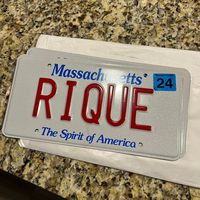 Massachusetts
24
RIQUE
The Spirit of America